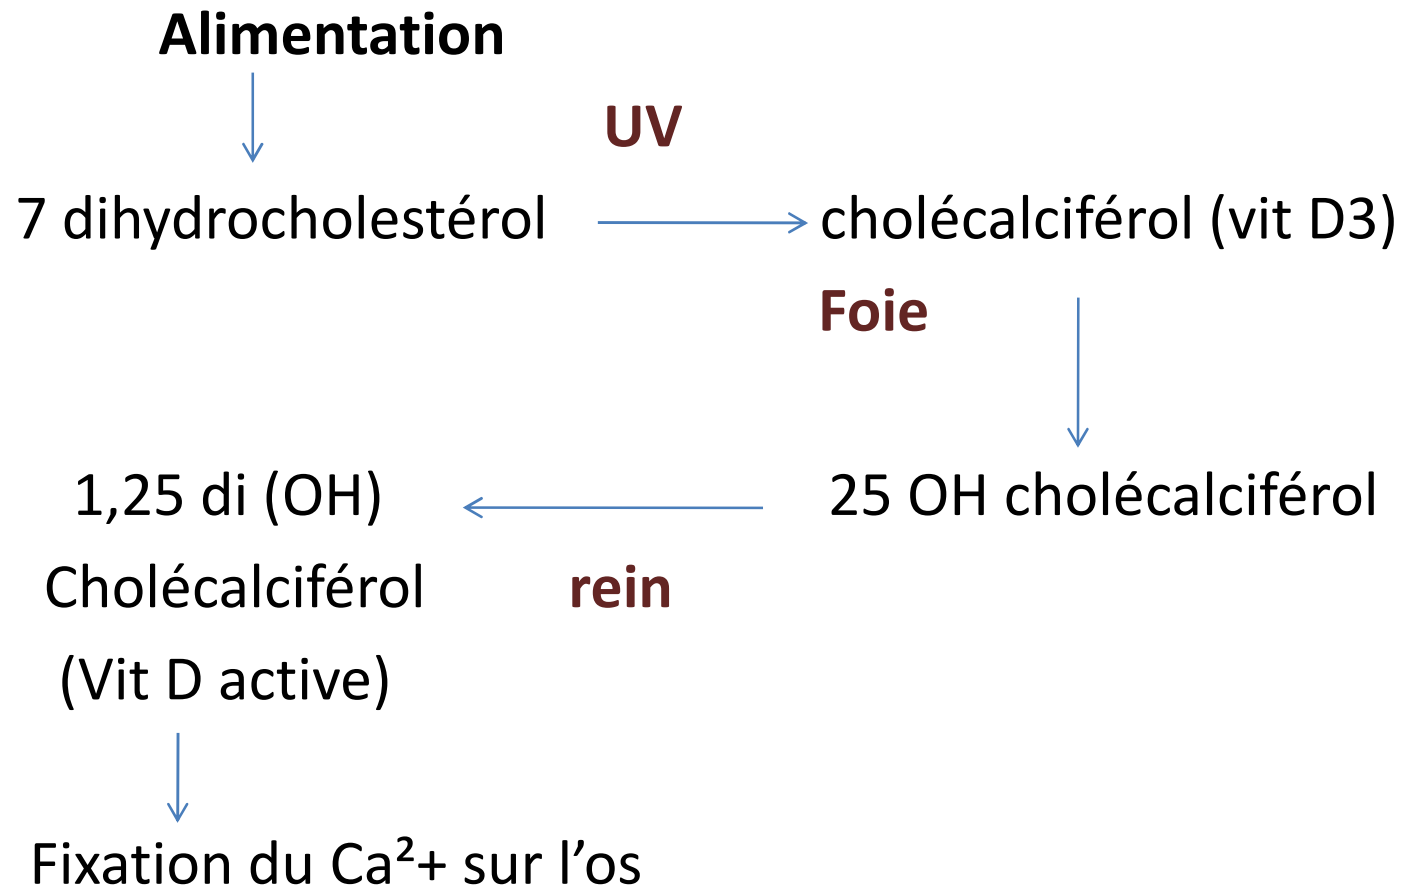 Alimentation
UV
7 dihydrocholestérol
cholécalciférol (vit D3)
Foie
1,25 di (OH)
25 OH cholécalciférol
Cholécalciférol
rein
(Vit D active)
Fixation du Ca²+ sur l’os